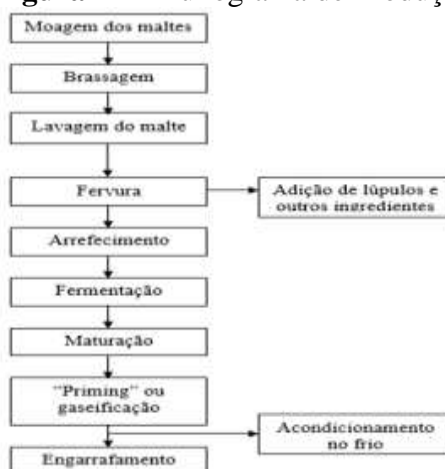 Moagem dos maltes
Brassagem
Lavagem do malte
Fervura
Adição de lúpulos e
outros ingredientes
Arrefecimento
Fermentação
Maturação
"Priming" ou
gaseificação
Acondicionamento
no frio
Engarrafamento